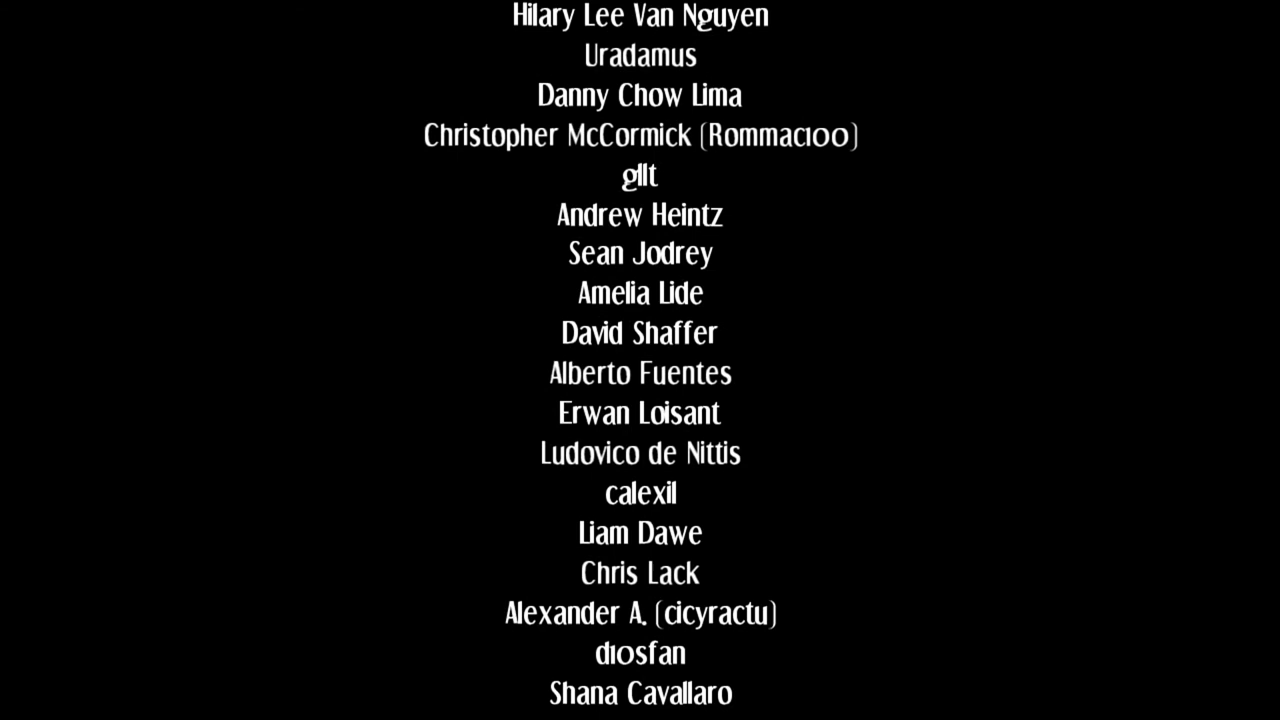 Hilary Lee Van Nguyen
Uradamus
Danny Chow Lima
Christopher McCormick (Rommac100)
gllt
Andrew Heintz
Sean Jodrey
Amelia Lide
David Shaffer
Alberto Fuentes
Erwan Loisant
Ludovico de Nittis
calexil
Liam Dawe
Chris Lack
Alexander A. (cicyractu)
d10sfan
Shana Cavallaro